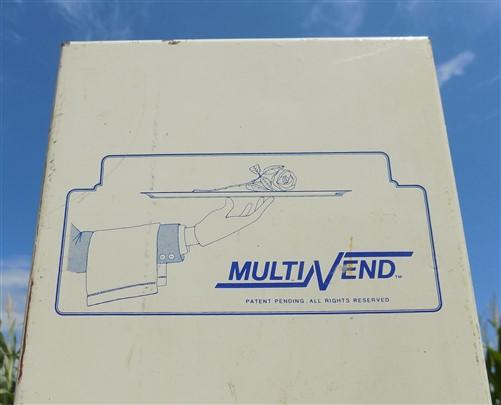 MULTIVEND™
PATENT PENDING, ALL RIGHTS RESERVED